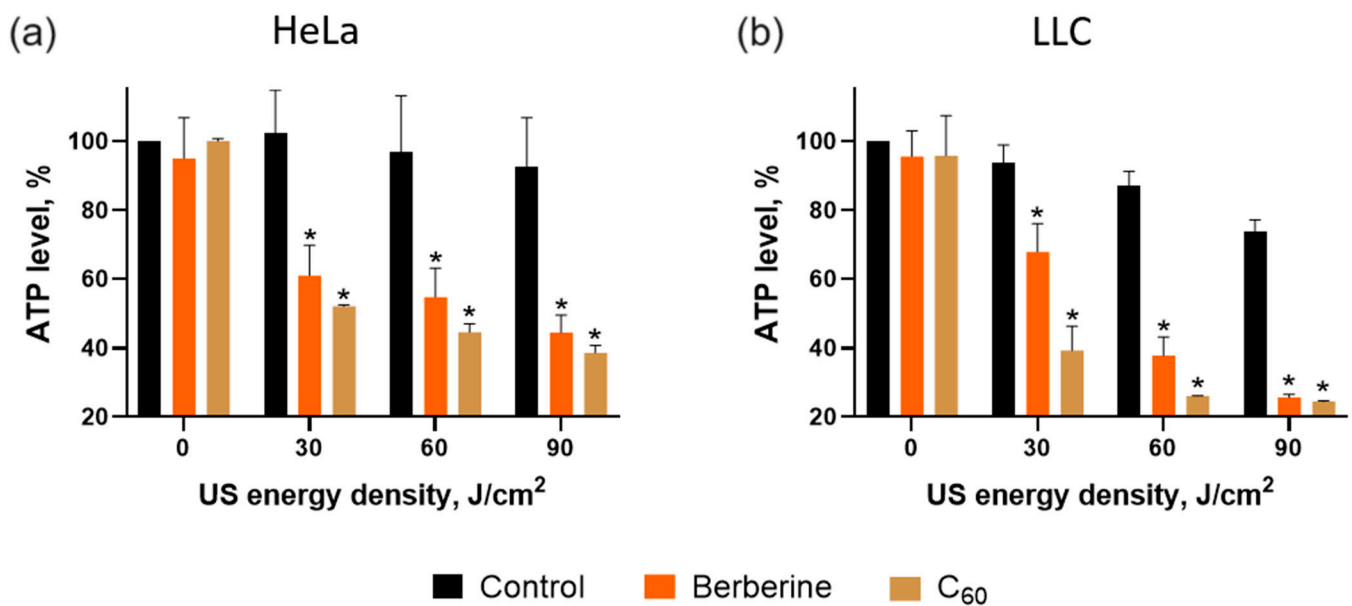 (a) HeLa
ATP level, %
100
80
60
40
20
* * * * * *
0 30 60 90
US energy density, J/cm²
(b) LLC
ATP level, %
100
80
60
40
20
* * * * * *
0 30 60 90
US energy density, J/cm²
Control Berberine C₆₀